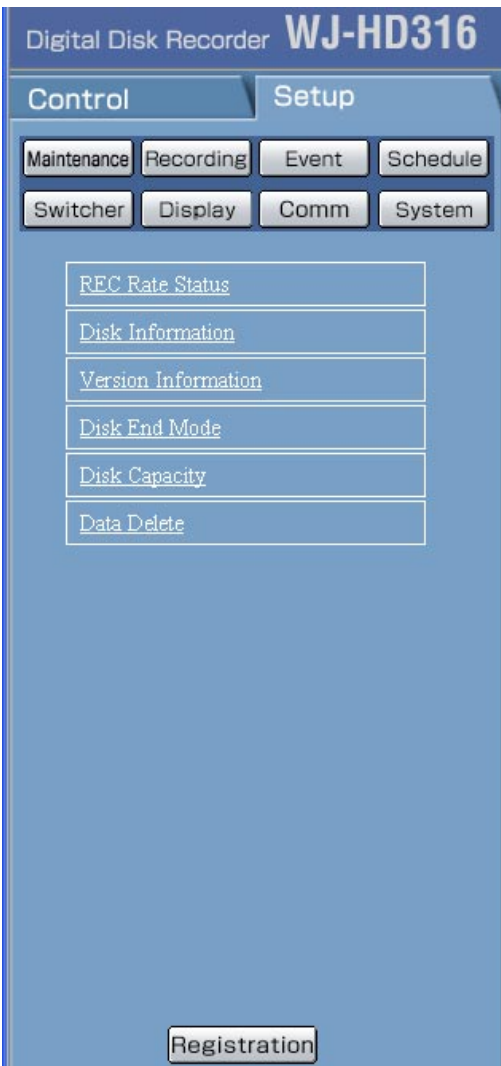 Digital Disk Recorder WJ-HD316
Control Setup
Maintenance Recording Event Schedule
Switcher Display Comm System
REC Rate Status
Disk Information
Version Information
Disk End Mode
Disk Capacity
Data Delete
Registration